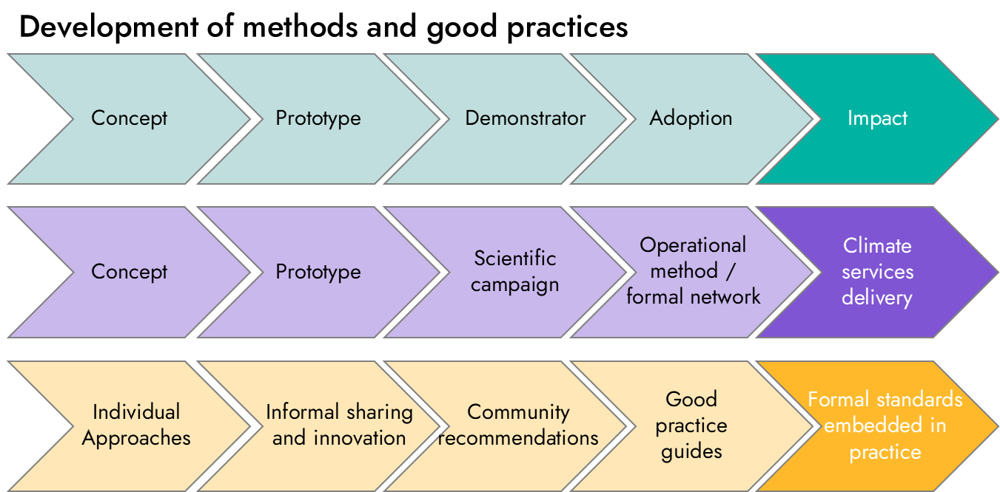 Development of methods and good practices
Concept
Prototype
Demonstrator
Adoption
Impact
Concept
Prototype
Scientific
campaign
Operational
method /
formal network
Climate
services
delivery
Individual
Approaches
Informal sharing
and innovation
Community
recommendations
Good
practice
guides
Formal standards
embedded in
practice